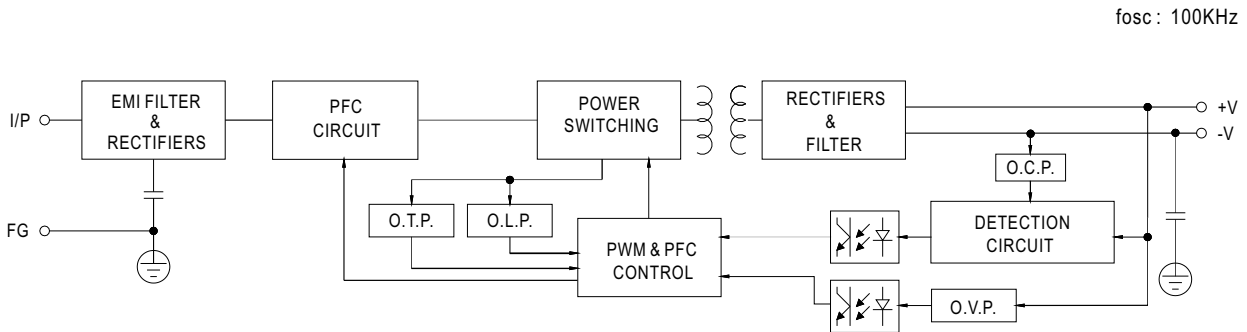 fosc : 100KHz
I/P
EMI FILTER
&
RECTIFIERS
PFC
CIRCUIT
POWER
SWITCHING
RECTIFIERS
&
FILTER
+V
-V
O.C.P.
FG
O.T.P.
O.L.P.
PWM & PFC
CONTROL
DETECTION
CIRCUIT
O.V.P.